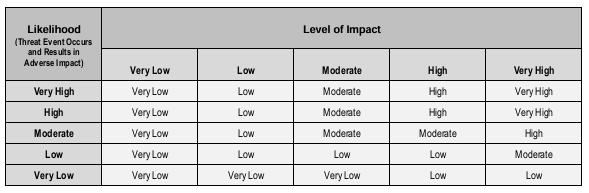 Likelihood
(Threat Event Occurs
and Results in
Adverse Impact)
Level of Impact
Very Low Low Moderate High Very High
Very High Very Low Low Moderate High Very High
High Very Low Low Moderate High Very High
Moderate Very Low Low Moderate Moderate High
Low Very Low Low Low Low Moderate
Very Low Very Low Very Low Very Low Low Low